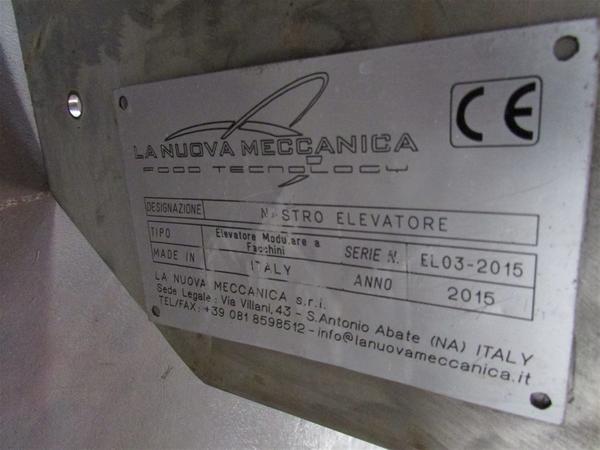 LA NUOVA MECCANICA
FOOD TECNOLOGY
CE
DESIGNAZIONE NASTRO ELEVATORE
TIPO Elevatore Modulare a Facchini SERIE N. EL03-2015
MADE IN ITALY ANNO 2015
LA NUOVA MECCANICA s.r.l.
Sede Legale: Via Villani,43 - S.Antonio Abate (NA) ITALY
TEL/FAX: +39 081 8598512 - info@lanuovameccanica.it